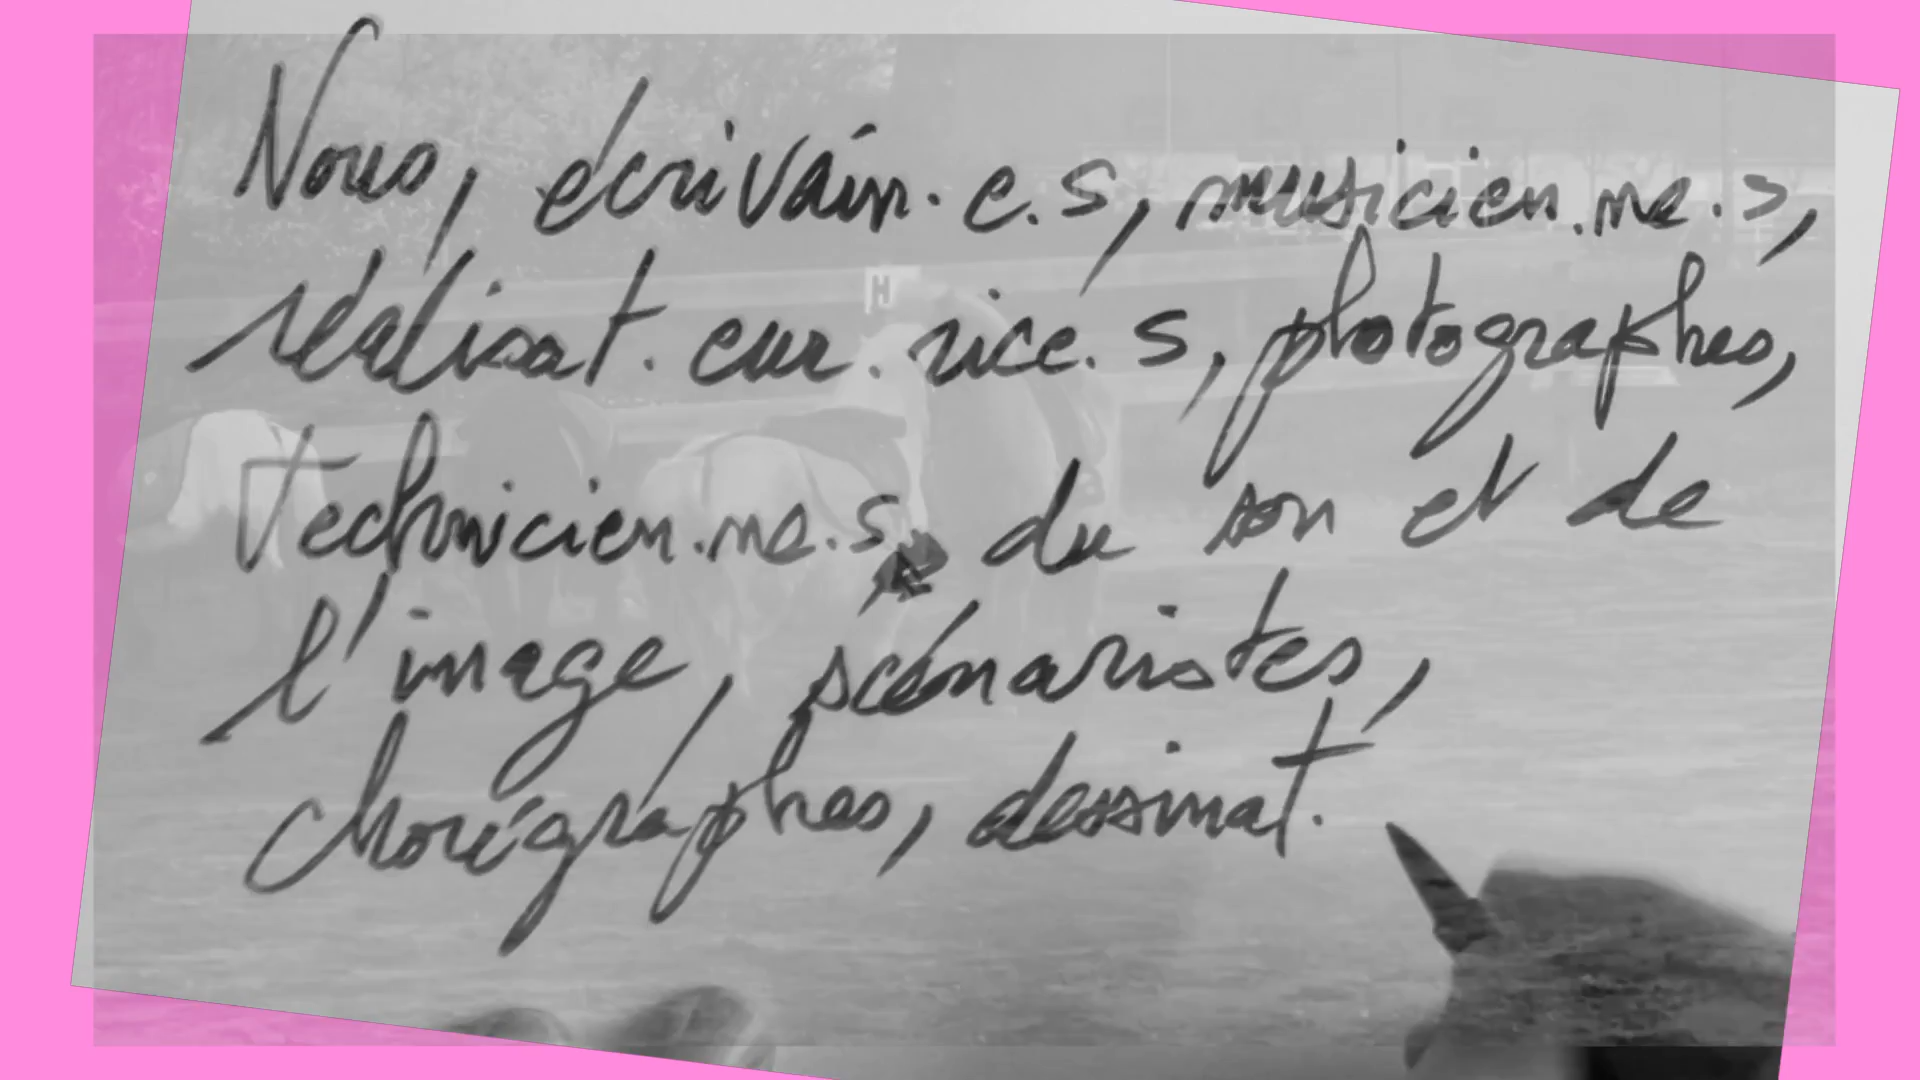 Nous, écrivain.e.s, musicien.ne.s,
réalisat.eur.rice.s, photographes,
H
technicien.ne.s, du son et de
l'image, scénaristes,
chorégraphes, dessinat.